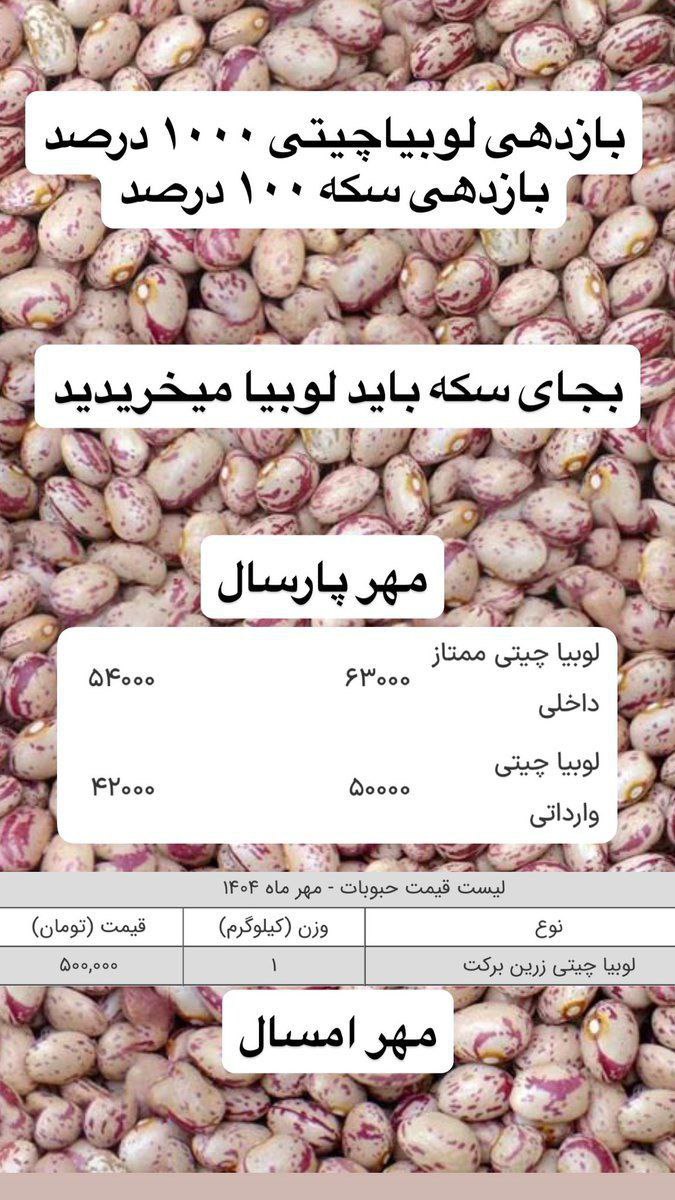 بازدهی لوبیاچیتی ۱۰۰۰ درصد
بازدهی سکه ۱۰۰ درصد
بجای سکه باید لوبیا میخریدید
مهر پارسال
لوبیا چیتی ممتاز
داخلی
۶۳۰۰۰
۵۴۰۰۰
لوبیا چیتی
وارداتی
۵۰۰۰۰
۴۲۰۰۰
لیست قیمت حبوبات - مهر ماه ۱۴۰۴
نوع وزن (کیلوگرم) قیمت (تومان)
لوبیا چیتی زرین برکت ۱ ۵۰۰,۰۰۰
مهر امسال